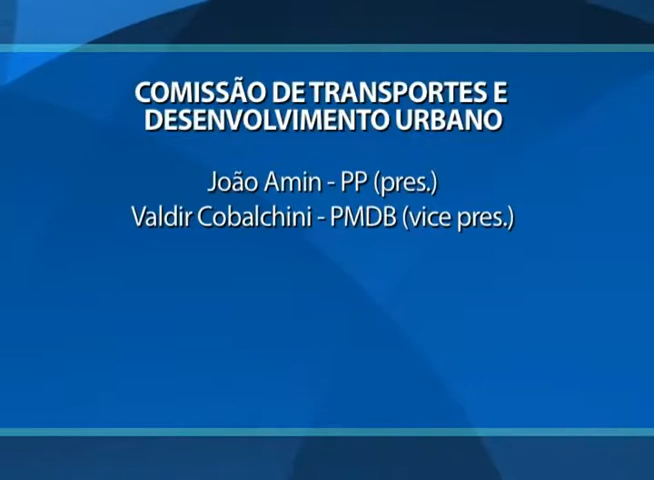 COMISSÃO DE TRANSPORTES E
DESENVOLVIMENTO URBANO
João Amin - PP (pres.)
Valdir Cobalchini - PMDB (vice pres.)